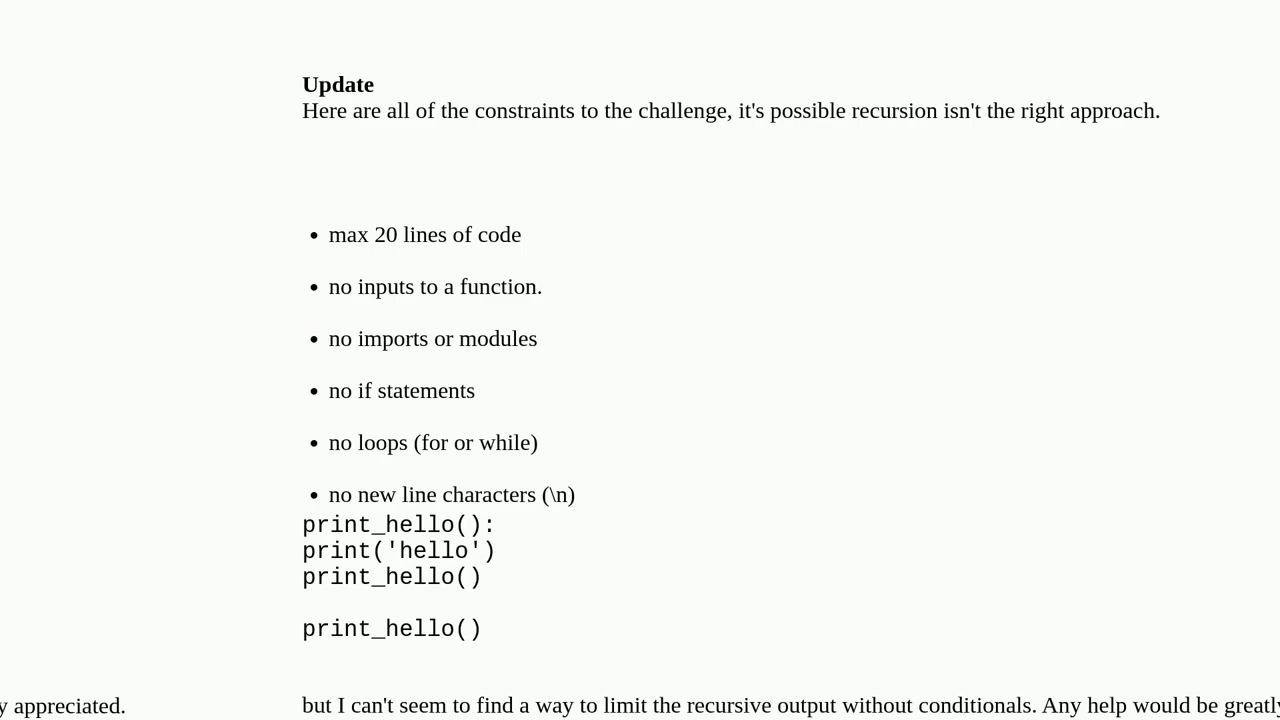 Update
Here are all of the constraints to the challenge, it's possible recursion isn't the right approach.
• max 20 lines of code
• no inputs to a function.
• no imports or modules
• no if statements
• no loops (for or while)
• no new line characters (\n)
print_hello():
print('hello')
print_hello()
print_hello()
y appreciated.
but I can't seem to find a way to limit the recursive output without conditionals. Any help would be greatly